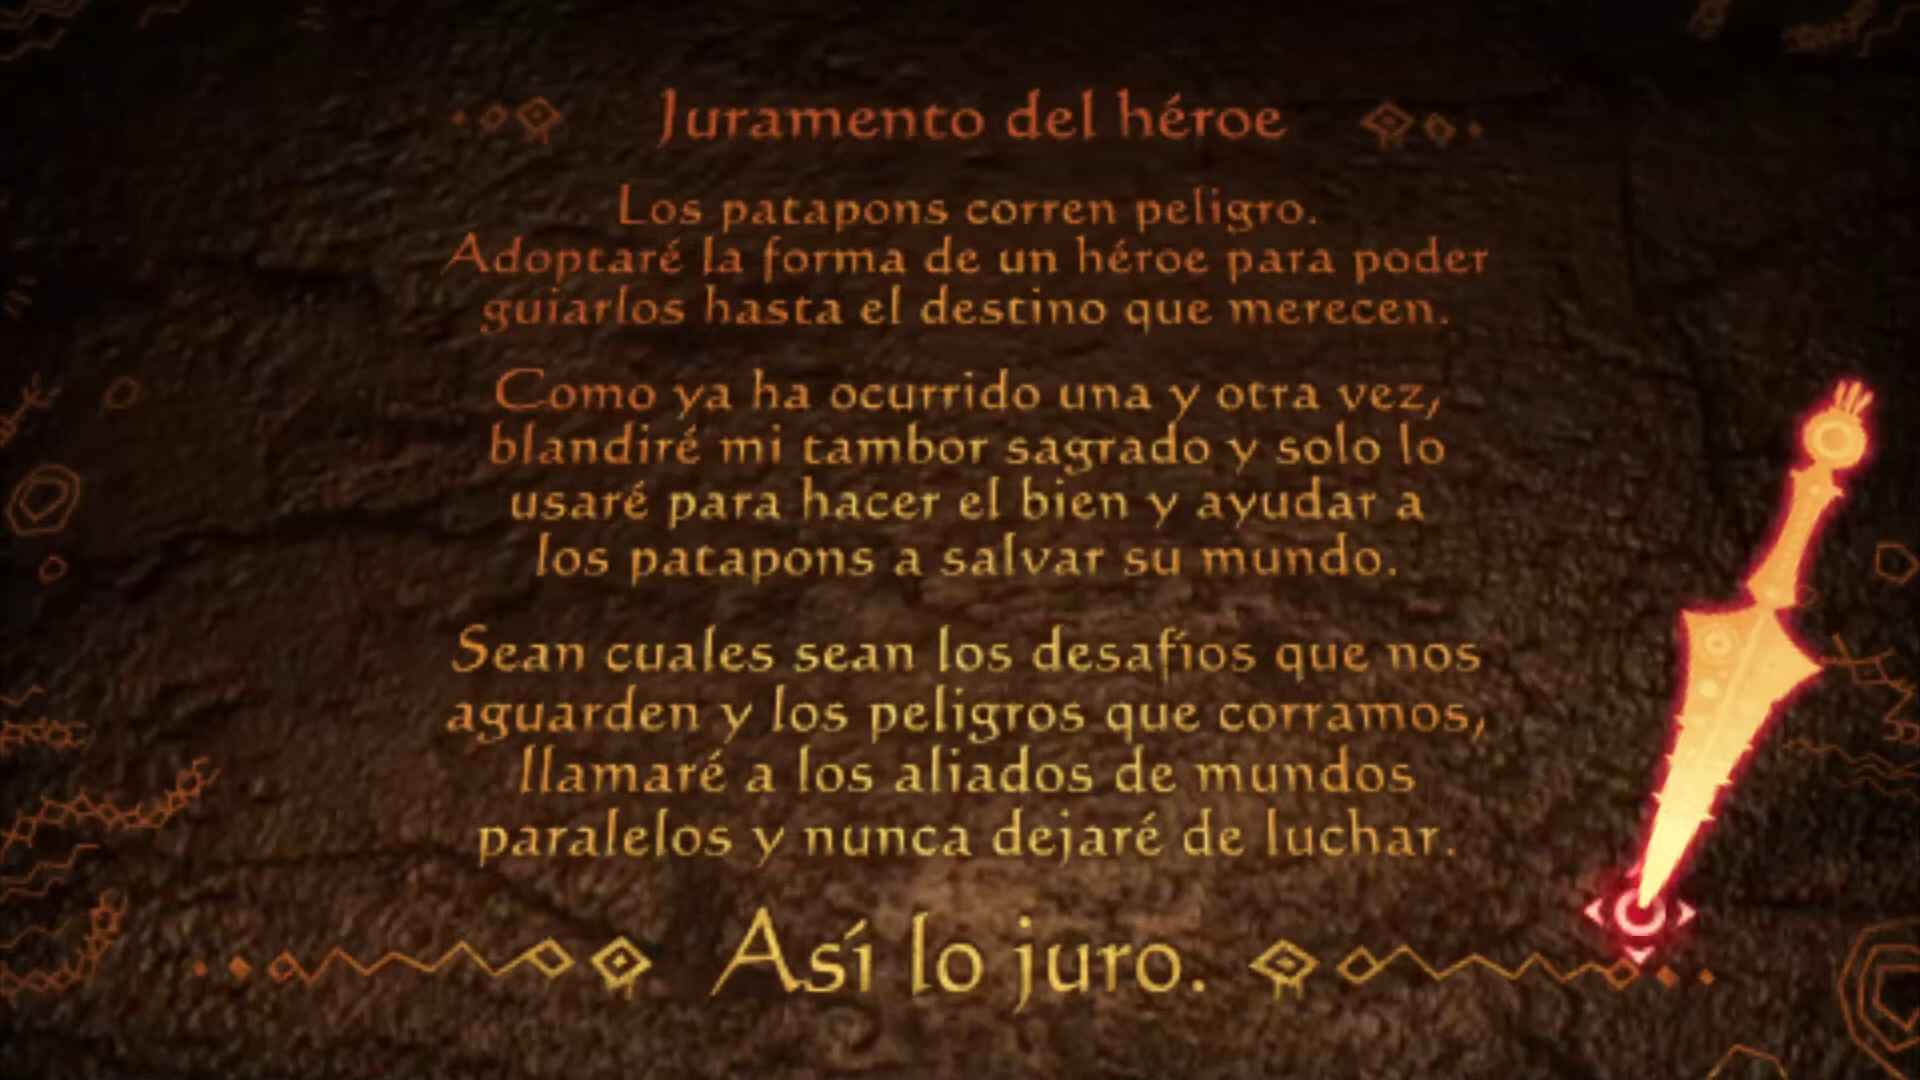 Juramento del héroe
Los patapons corren peligro.
Adoptaré la forma de un héroe para poder
guiarlos hasta el destino que merecen.
Como ya ha ocurrido una y otra vez,
blandiré mi tambor sagrado y solo lo
usaré para hacer el bien y ayudar a
los patapons a salvar su mundo.
Sean cuales sean los desafíos que nos
aguarden y los peligros que corramos,
llamaré a los aliados de mundos
paralelos y nunca dejaré de luchar.
Así lo juro.